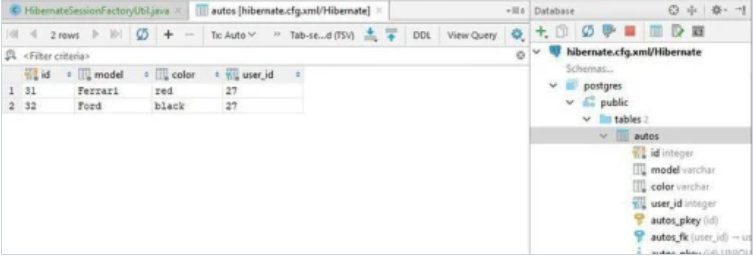 HibernateSessionFactoryUtil.java
autos [hibernate.cfg.xml/Hibernate]
Database
2 rows
Tx: Auto
Tab-se...d (TSV)
DDL
View Query
<Filter criteria>
id model color user_id
1 31 Ferrari red 27
2 32 Ford black 27
hibernate.cfg.xml/Hibernate
Schemas...
postgres
public
tables 2
autos
id integer
model varchar
color varchar
user_id integer
autos_pkey (id)
autos_fk (user_id) → us
autos_pkey (id) UNIQU